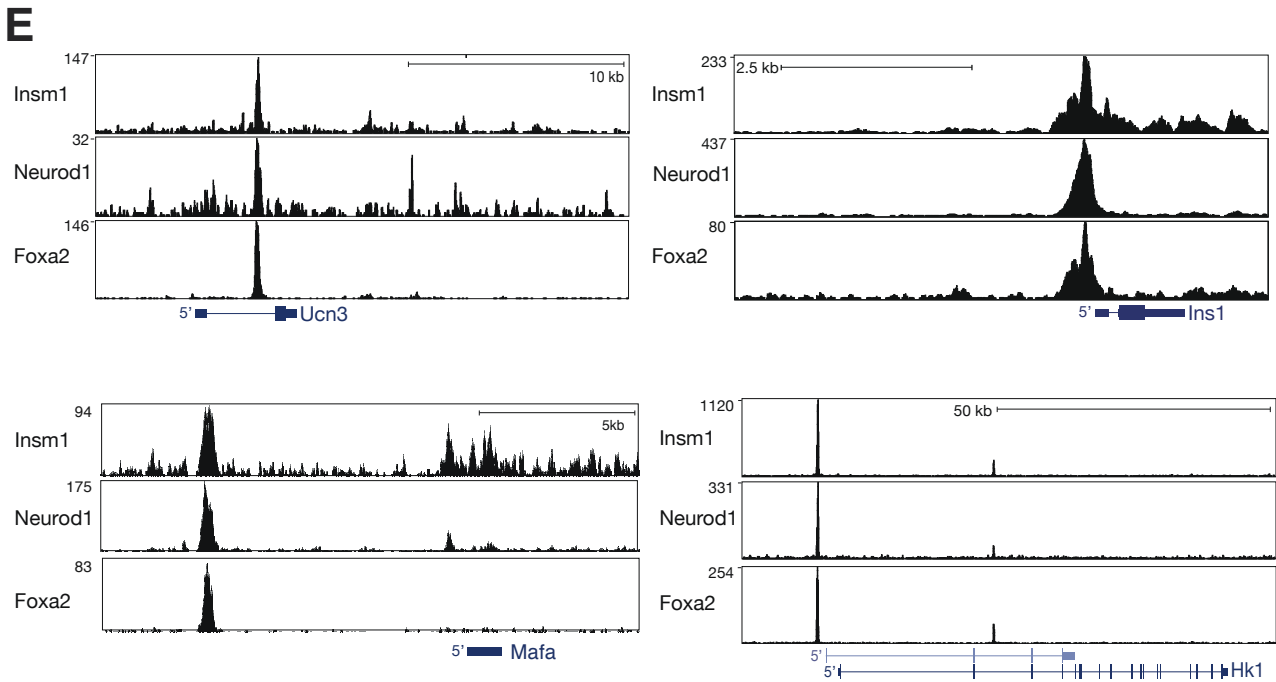 E
147
10 kb
Insm1
32
Neurod1
146
Foxa2
5’ Ucn3
233
2.5 kb
Insm1
437
Neurod1
80
Foxa2
5’ Ins1
94
5kb
Insm1
175
Neurod1
83
Foxa2
5’ Mafa
1120
50 kb
Insm1
331
Neurod1
254
Foxa2
5’
5’ Hk1